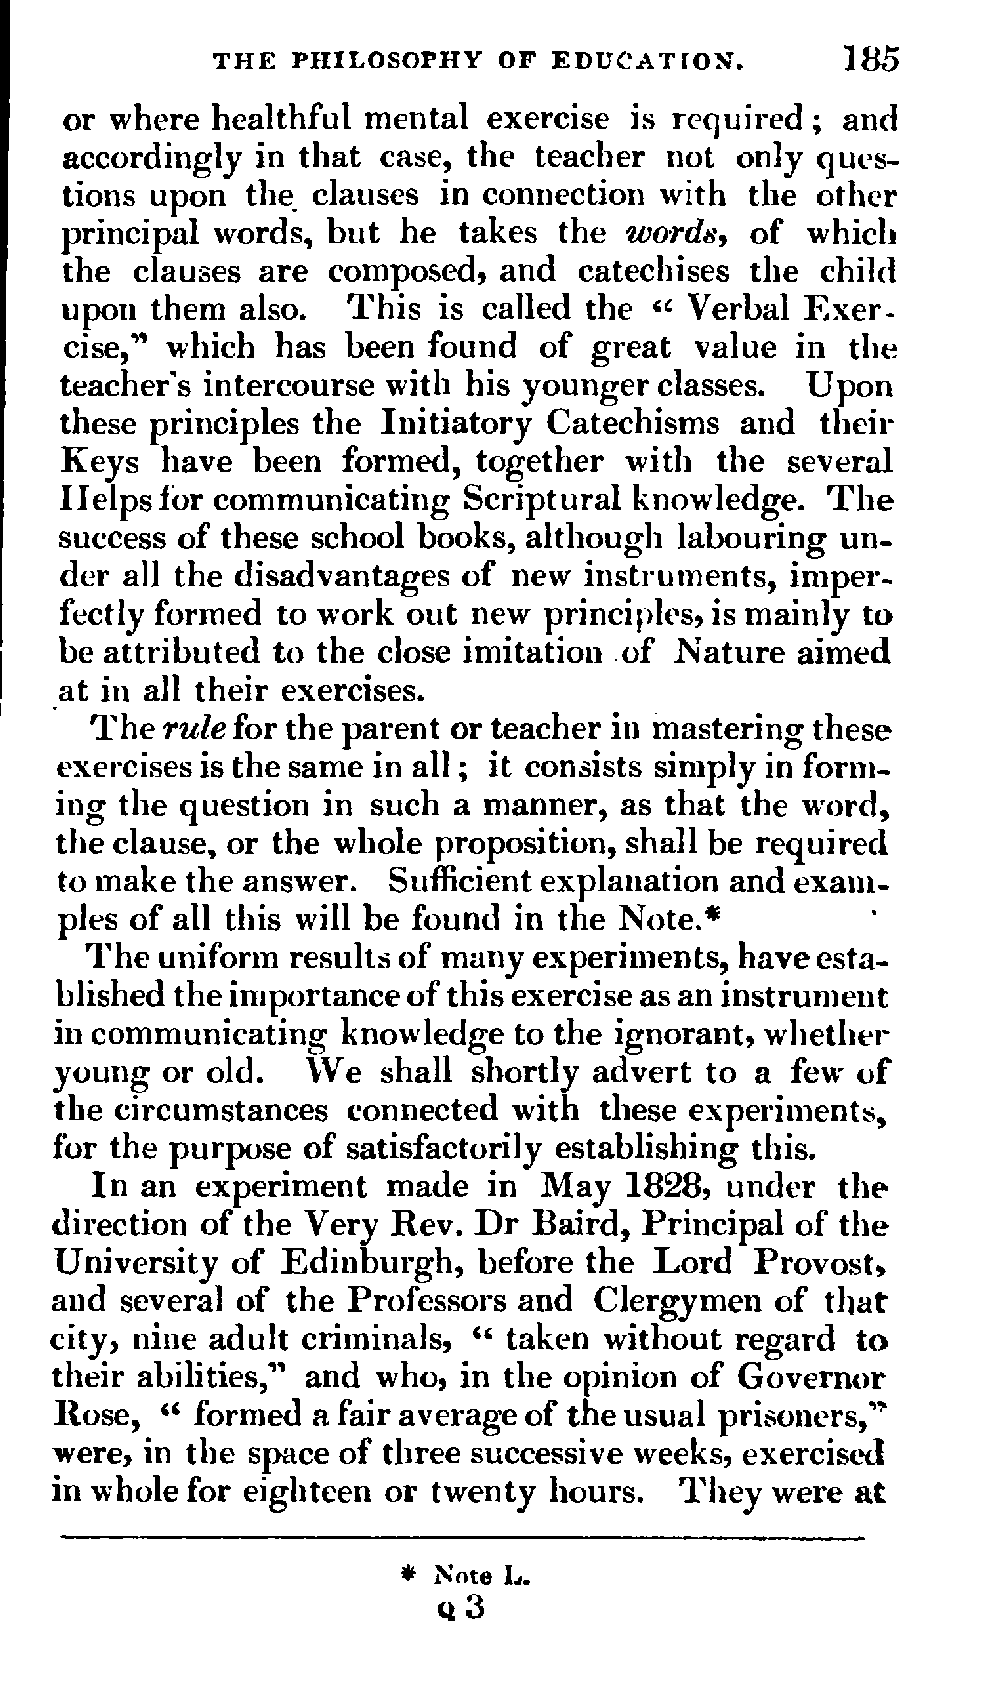 THE PHILOSOPHY OF EDUCATION. 185
or where healthful mental exercise is required; and
accordingly in that case, the teacher not only ques-
tions upon the clauses in connection with the other
principal words, but he takes the words, of which
the clauses are composed, and catechises the child
upon them also. This is called the “ Verbal Exer-
cise,” which has been found of great value in the
teacher's intercourse with his younger classes. Upon
these principles the Initiatory Catechisms and their
Keys have been formed, together with the several
Helps for communicating Scriptural knowledge. The
success of these school books, although labouring un-
der all the disadvantages of new instruments, imper-
fectly formed to work out new principles, is mainly to
be attributed to the close imitation of Nature aimed
at in all their exercises.
The rule for the parent or teacher in mastering these
exercises is the same in all; it consists simply in form-
ing the question in such a manner, as that the word,
the clause, or the whole proposition, shall be required
to make the answer. Sufficient explanation and exam-
ples of all this will be found in the Note.*
The uniform results of many experiments, have esta-
blished the importance of this exercise as an instrument
in communicating knowledge to the ignorant, whether
young or old. We shall shortly advert to a few of
the circumstances connected with these experiments,
for the purpose of satisfactorily establishing this.
In an experiment made in May 1828, under the
direction of the Very Rev. Dr Baird, Principal of the
University of Edinburgh, before the Lord Provost,
and several of the Professors and Clergymen of that
city, nine adult criminals, “ taken without regard to
their abilities,” and who, in the opinion of Governor
Rose, “ formed a fair average of the usual prisoners,”
were, in the space of three successive weeks, exercised
in whole for eighteen or twenty hours. They were at
* Note L.
Q 3